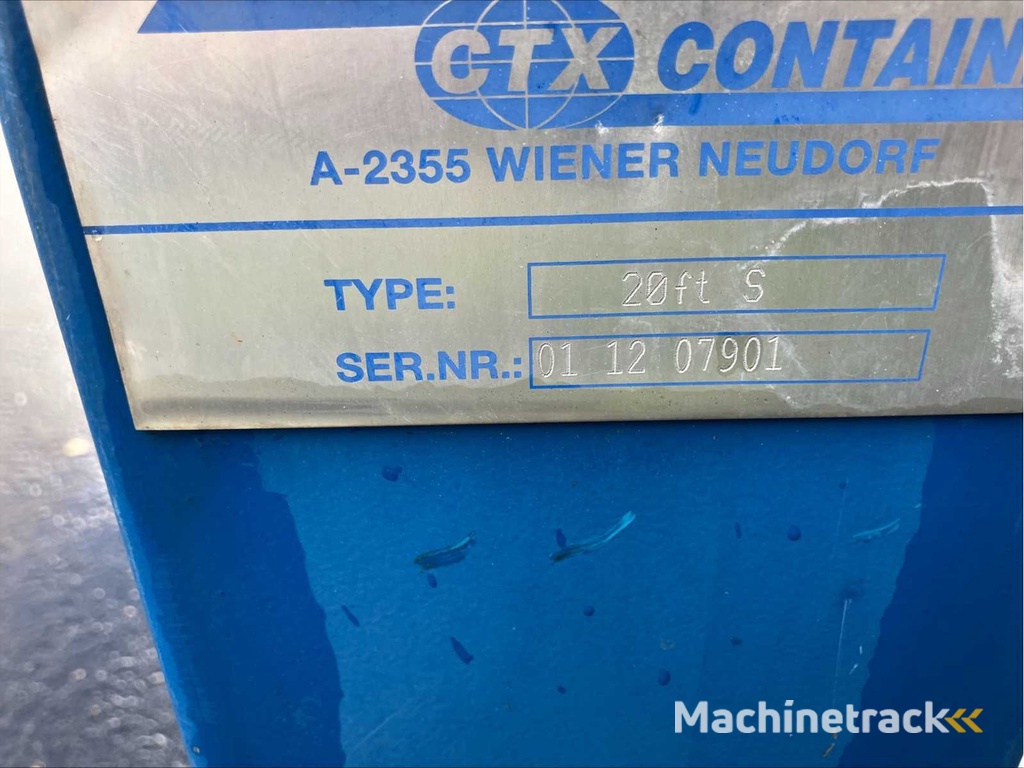 CTX CONTAIN
A-2355 WIENER NEUDORF
TYPE: 20ft S
SER.NR.: 01 12 07901
Machinetrack